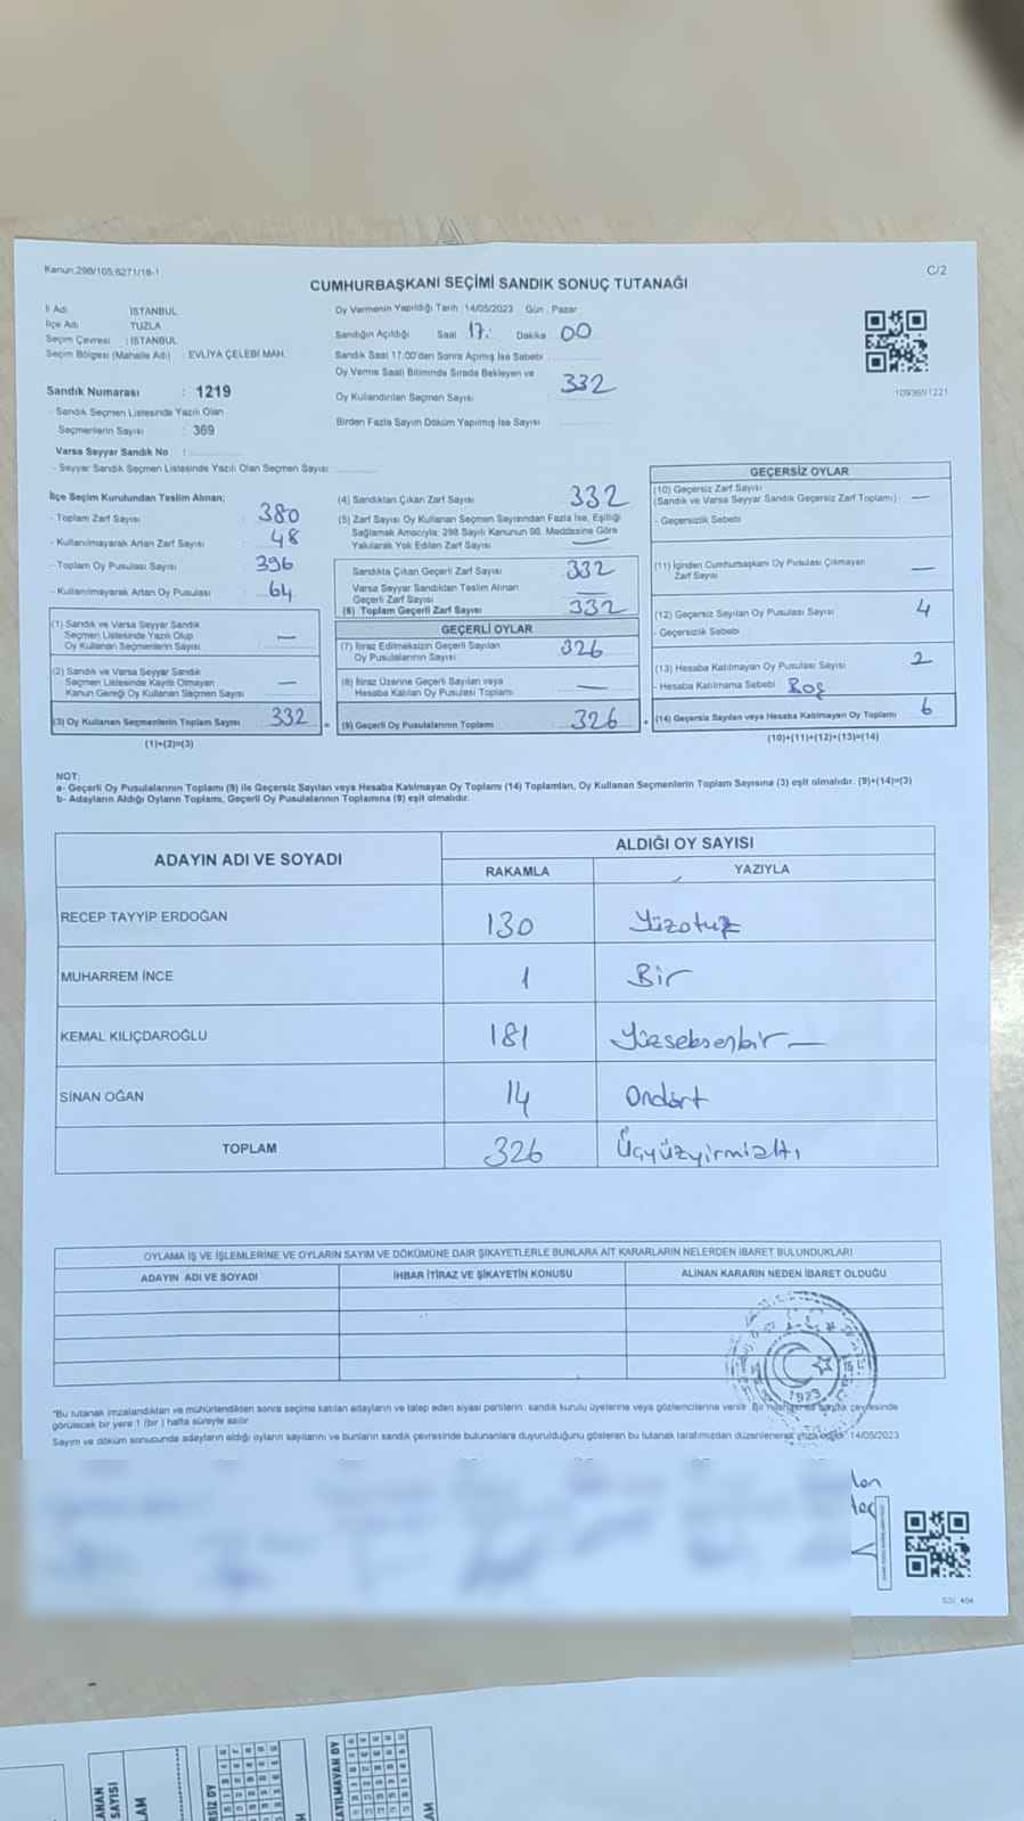 Kanun:298/105,6271/18-1
C/2
CUMHURBAŞKANI SEÇİMİ SANDIK SONUÇ TUTANAĞI
İl Adı : İSTANBUL
İlçe Adı : TUZLA
Seçim Çevresi : İSTANBUL
Seçim Bölgesi (Mahalle Adı) : EVLİYA ÇELEBİ MAH.
Sandık Numarası : 1219
- Sandık Seçmen Listesinde Yazılı Olan
Seçmenlerin Sayısı : 369
Varsa Seyyar Sandık No :
- Seyyar Sandık Seçmen Listesinde Yazılı Olan Seçmen Sayısı
Oy Vermenin Yapıldığı Tarih : 14/05/2023 Gün : Pazar
Sandığın Açıldığı Saat 17: Dakika 00
Sandık Saat 17.00'den Sonra Açılmış İse Sebebi
Oy Verme Saati Bitiminde Sırada Bekleyen ve
Oy Kullandırılan Seçmen Sayısı 332
Birden Fazla Sayım Döküm Yapılmış İse Sayısı
1093691221
İlçe Seçim Kurulundan Teslim Alınan;
- Toplam Zarf Sayısı 380
- Kullanılmayarak Artan Zarf Sayısı 48
- Toplam Oy Pusulası Sayısı 396
- Kullanılmayarak Artan Oy Pusulası 64
(1) Sandık ve Varsa Seyyar Sandık
Seçmen Listesinde Yazılı Olup
Oy Kullanan Seçmenlerin Sayısı —
(2) Sandık ve Varsa Seyyar Sandık
Seçmen Listesinde Kayıtlı Olmayan
Kanun Gereği Oy Kullanan Seçmen Sayısı —
(3) Oy Kullanan Seçmenlerin Toplam Sayısı 332
(1)+(2)=(3)
(4) Sandıktan Çıkan Zarf Sayısı 332
(5) Zarf Sayısı Oy Kullanan Seçmen Sayısından Fazla İse, Eşitliği
Sağlamak Amacıyla; 298 Sayılı Kanunun 98. Maddesine Göre
Yakılarak Yok Edilen Zarf Sayısı —
Sandıkta Çıkan Geçerli Zarf Sayısı 332
Varsa Seyyar Sandıktan Teslim Alınan
Geçerli Zarf Sayısı —
(6) Toplam Geçerli Zarf Sayısı 332
GEÇERLİ OYLAR
(7) İtiraz Edilmeksizin Geçerli Sayılan
Oy Pusulalarının Sayısı 326
(8) İtiraz Üzerine Geçerli Sayılan veya
Hesaba Katılan Oy Pusulası Toplamı —
= (9) Geçerli Oy Pusulalarının Toplamı 326
GEÇERSİZ OYLAR
(10) Geçersiz Zarf Sayısı
(Sandık ve Varsa Seyyar Sandık Geçersiz Zarf Toplamı) : —
- Geçersizlik Sebebi
(11) İçinden Cumhurbaşkanı Oy Pusulası Çıkmayan
Zarf Sayısı —
(12) Geçersiz Sayılan Oy Pusulası Sayısı 4
- Geçersizlik Sebebi
(13) Hesaba Katılmayan Oy Pusulası Sayısı 2
- Hesaba Katılmama Sebebi Boş
+ (14) Geçersiz Sayılan veya Hesaba Katılmayan Oy Toplamı 6
(10)+(11)+(12)+(13)=(14)
NOT:
a- Geçerli Oy Pusulalarının Toplamı (9) ile Geçersiz Sayılan veya Hesaba Katılmayan Oy Toplamı (14) Toplamları, Oy Kullanan Seçmenlerin Toplam Sayısına (3) eşit olmalıdır. (9)+(14)=(3)
b- Adayların Aldığı Oyların Toplamı, Geçerli Oy Pusulalarının Toplamına (9) eşit olmalıdır.
ADAYIN ADI VE SOYADI
ALDIĞI OY SAYISI
RAKAMLA YAZIYLA
RECEP TAYYİP ERDOĞAN 130 Yüzotuz
MUHARREM İNCE 1 Bir
KEMAL KILIÇDAROĞLU 181 Yüzseksenbir —
SİNAN OĞAN 14 Ondört
TOPLAM 326 Üçyüzyirmialtı
OYLAMA İŞ VE İŞLEMLERİNE VE OYLARIN SAYIM VE DÖKÜMÜNE DAİR ŞİKAYETLERLE BUNLARA AİT KARARLARIN NELERDEN İBARET BULUNDUKLARI
ADAYIN ADI VE SOYADI İHBAR İTİRAZ VE ŞİKAYETİN KONUSU ALINAN KARARIN NEDEN İBARET OLDUĞU
1923
"Bu tutanak imzalandıktan ve mühürlendikten sonra seçime katılan adayların ve talep eden siyasi partilerin, sandık kurulu üyelerine veya gözlemcilerine verilir. Bir
görülecek bir yere 1 (bir) hafta süreyle asılır.
Sayım ve döküm sonucunda adayların aldığı oyların sayılarını ve bunların sandık çevresinde bulunanlara duyurulduğunu gösteren bu tutanak tarafımızdan düzenlenerek 14/05/2023
SAYISI